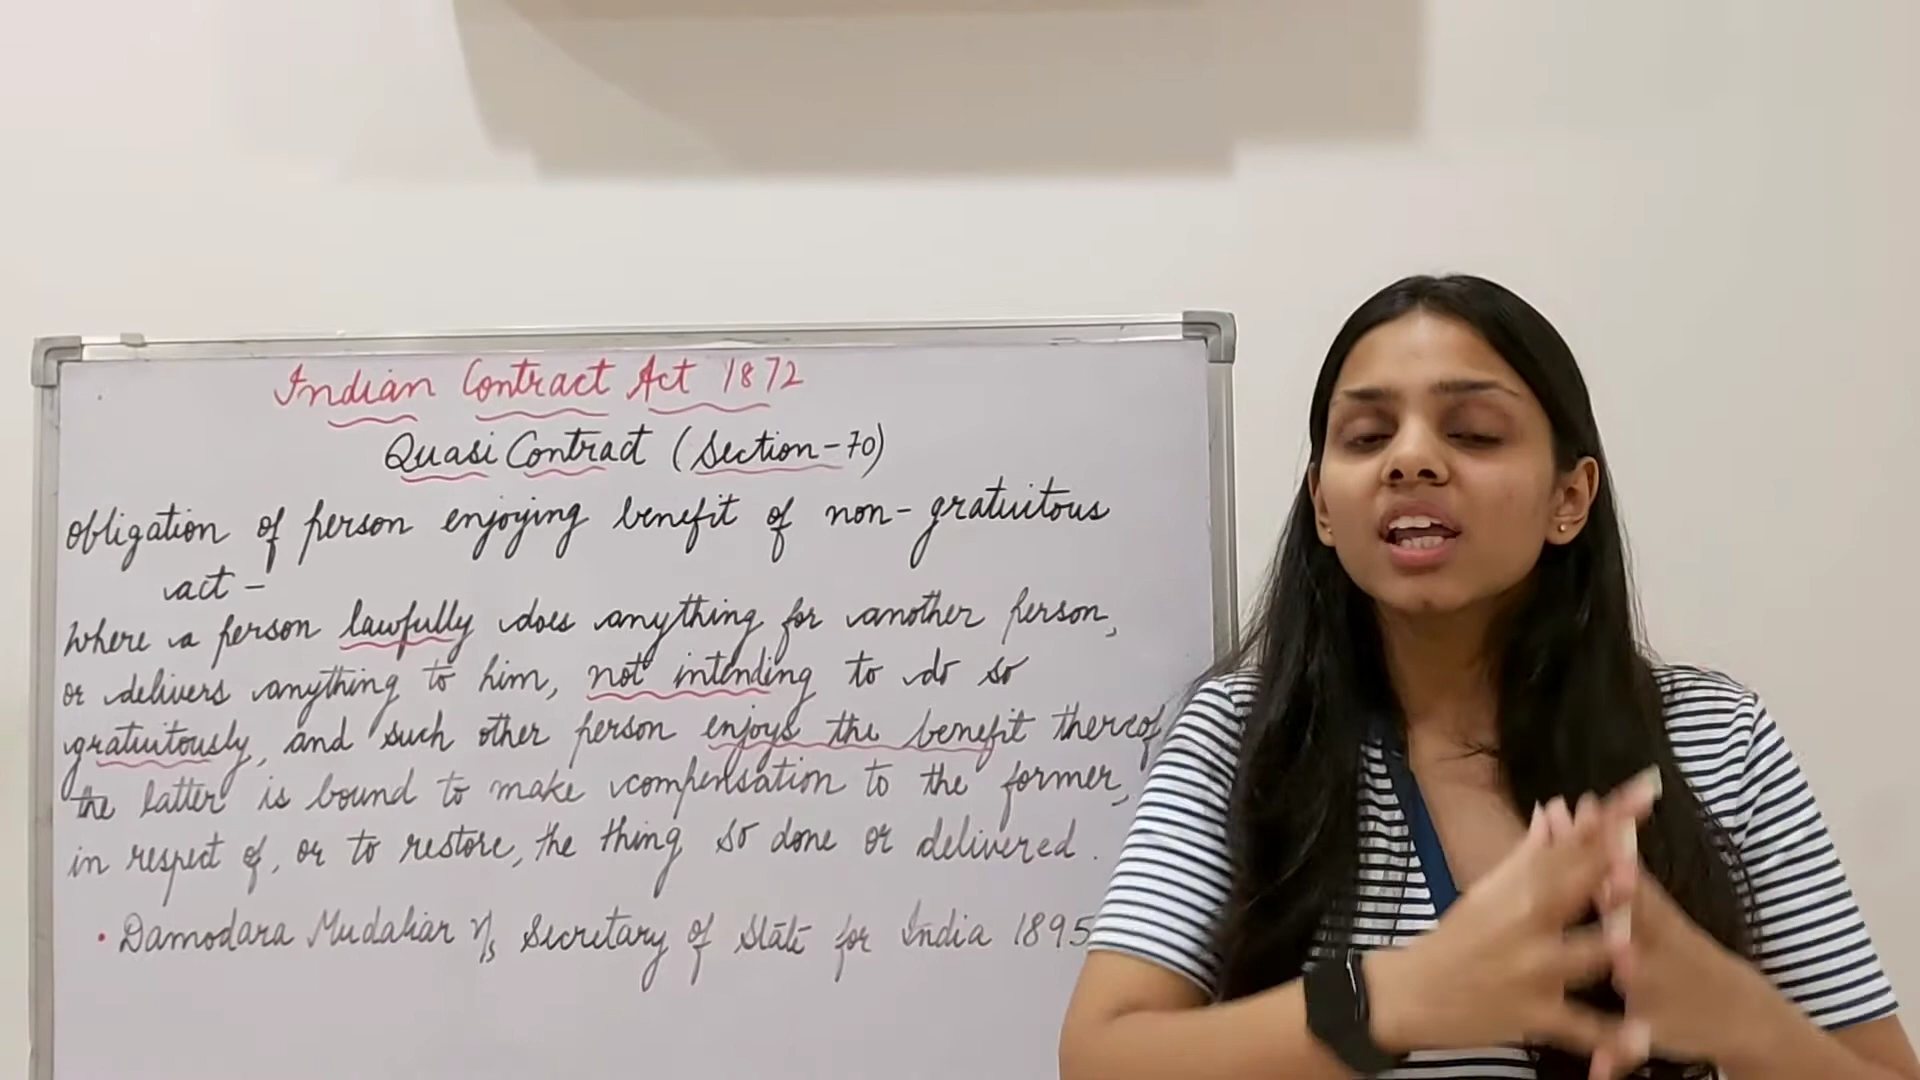 Indian Contract Act 1872
Quasi Contract (Section-70)
obligation of person enjoying benefit of non-gratuitous
act -
Where a person lawfully does anything for another person,
or delivers anything to him, not intending to do so
gratuitously, and such other person enjoys the benefit thereof
the latter is bound to make compensation to the former,
in respect of, or to restore, the thing so done or delivered.
• Damodara Mudaliar v/s Secretary of State for India 1895